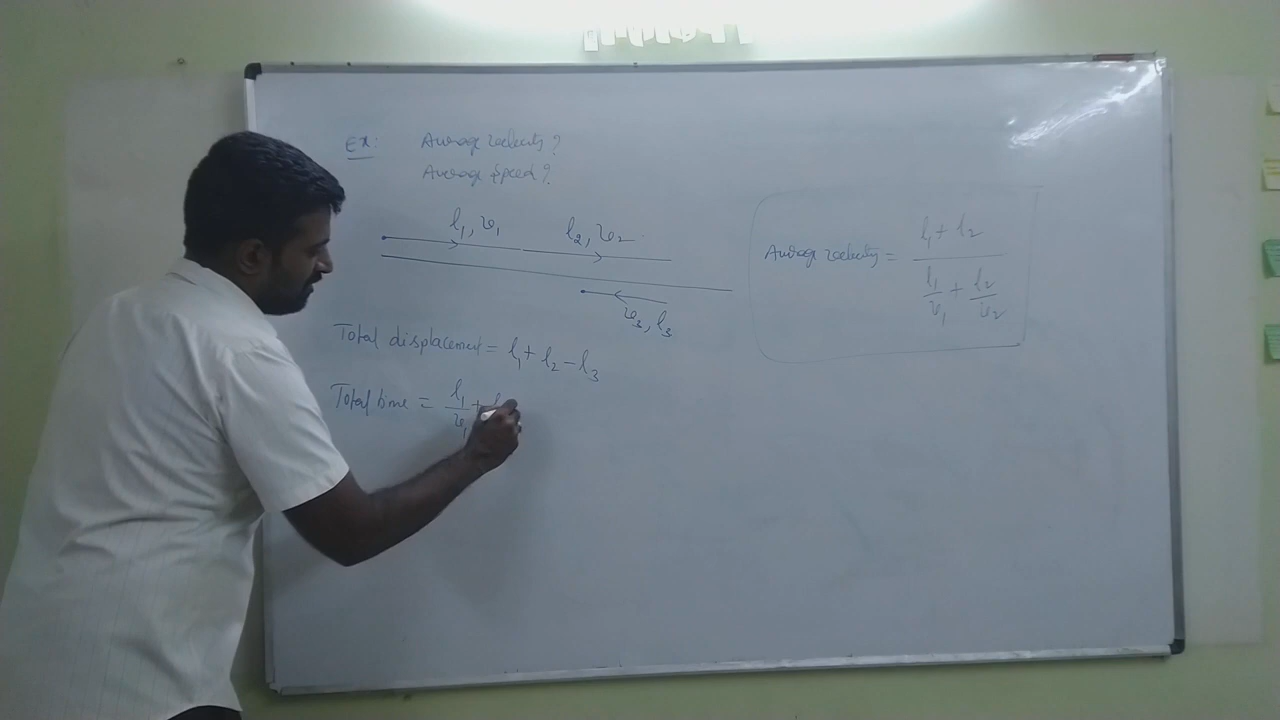 Ex: Average velocity?
Average speed?
l₁, v₁ l₂, v₂
v₃, l₃
Total displacement = l₁ + l₂ - l₃
Total time = l₁/v₁ + l
Average velocity = (l₁ + l₂)/(l₁/v₁ + l₂/v₂)